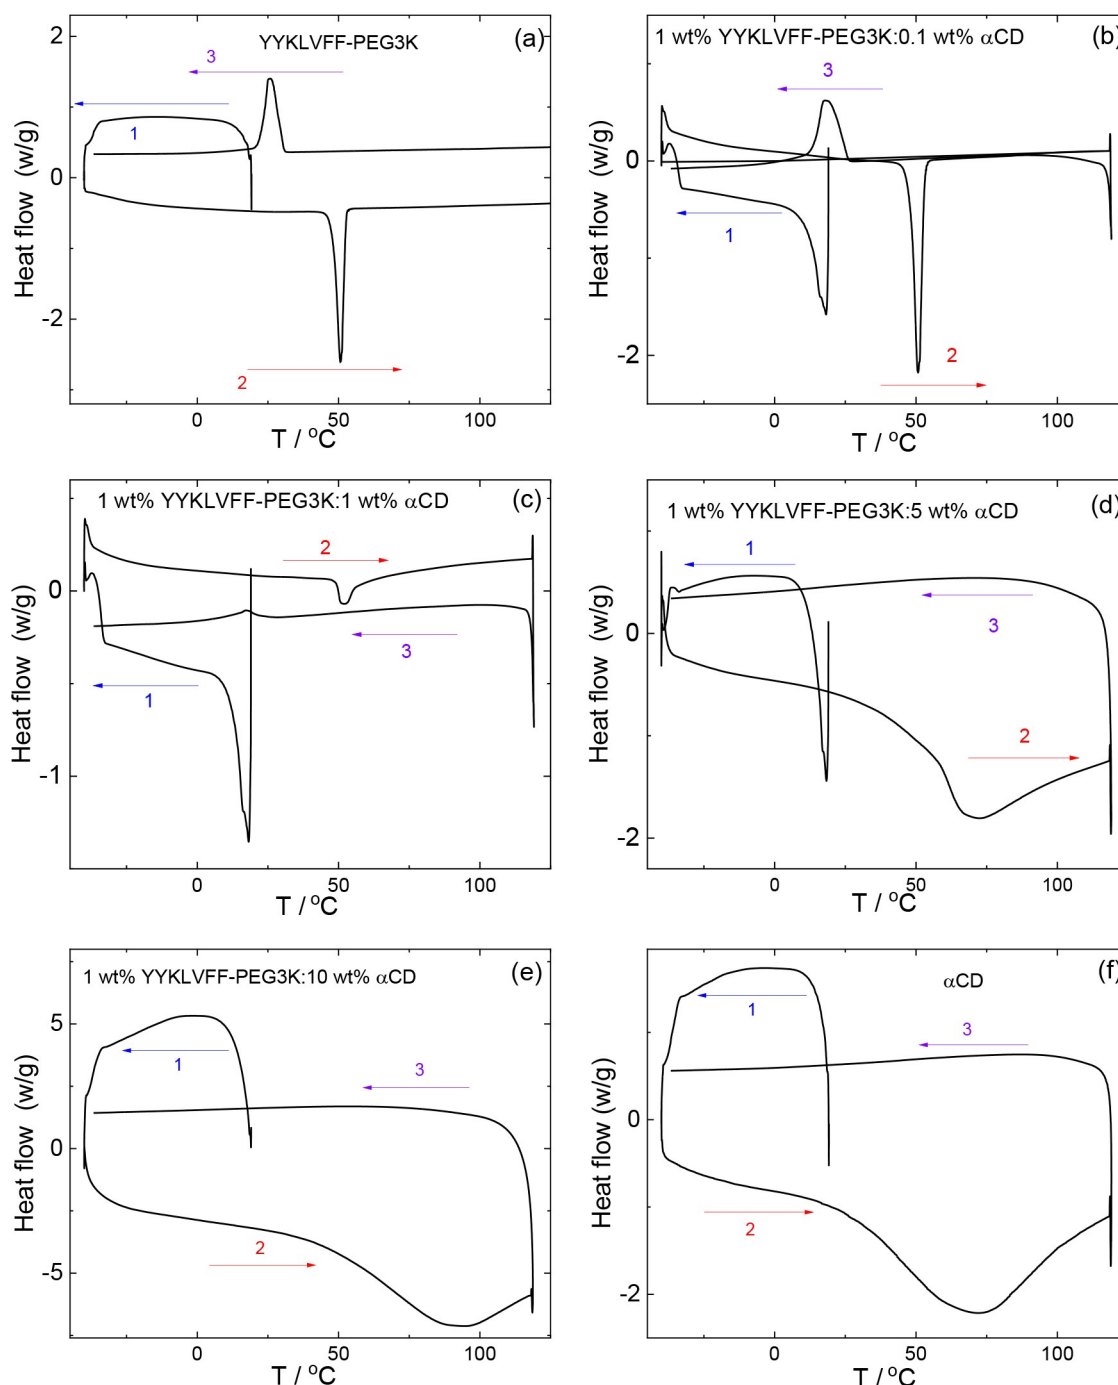 YYKLVFF-PEG3K (a)
3
1
2
2
0
-2
Heat flow (w/g)
0 50 100
T / °C
1 wt% YYKLVFF-PEG3K:0.1 wt% αCD (b)
3
1
2
0
-2
Heat flow (w/g)
0 50 100
T / °C
1 wt% YYKLVFF-PEG3K:1 wt% αCD (c)
2
3
1
0
-1
Heat flow (w/g)
0 50 100
T / °C
1 wt% YYKLVFF-PEG3K:5 wt% αCD (d)
1
3
2
0
-2
Heat flow (w/g)
0 50 100
T / °C
1 wt% YYKLVFF-PEG3K:10 wt% αCD (e)
1
3
2
5
0
-5
Heat flow (w/g)
0 50 100
T / °C
αCD (f)
1
3
2
0
-2
Heat flow (w/g)
0 50 100
T / °C